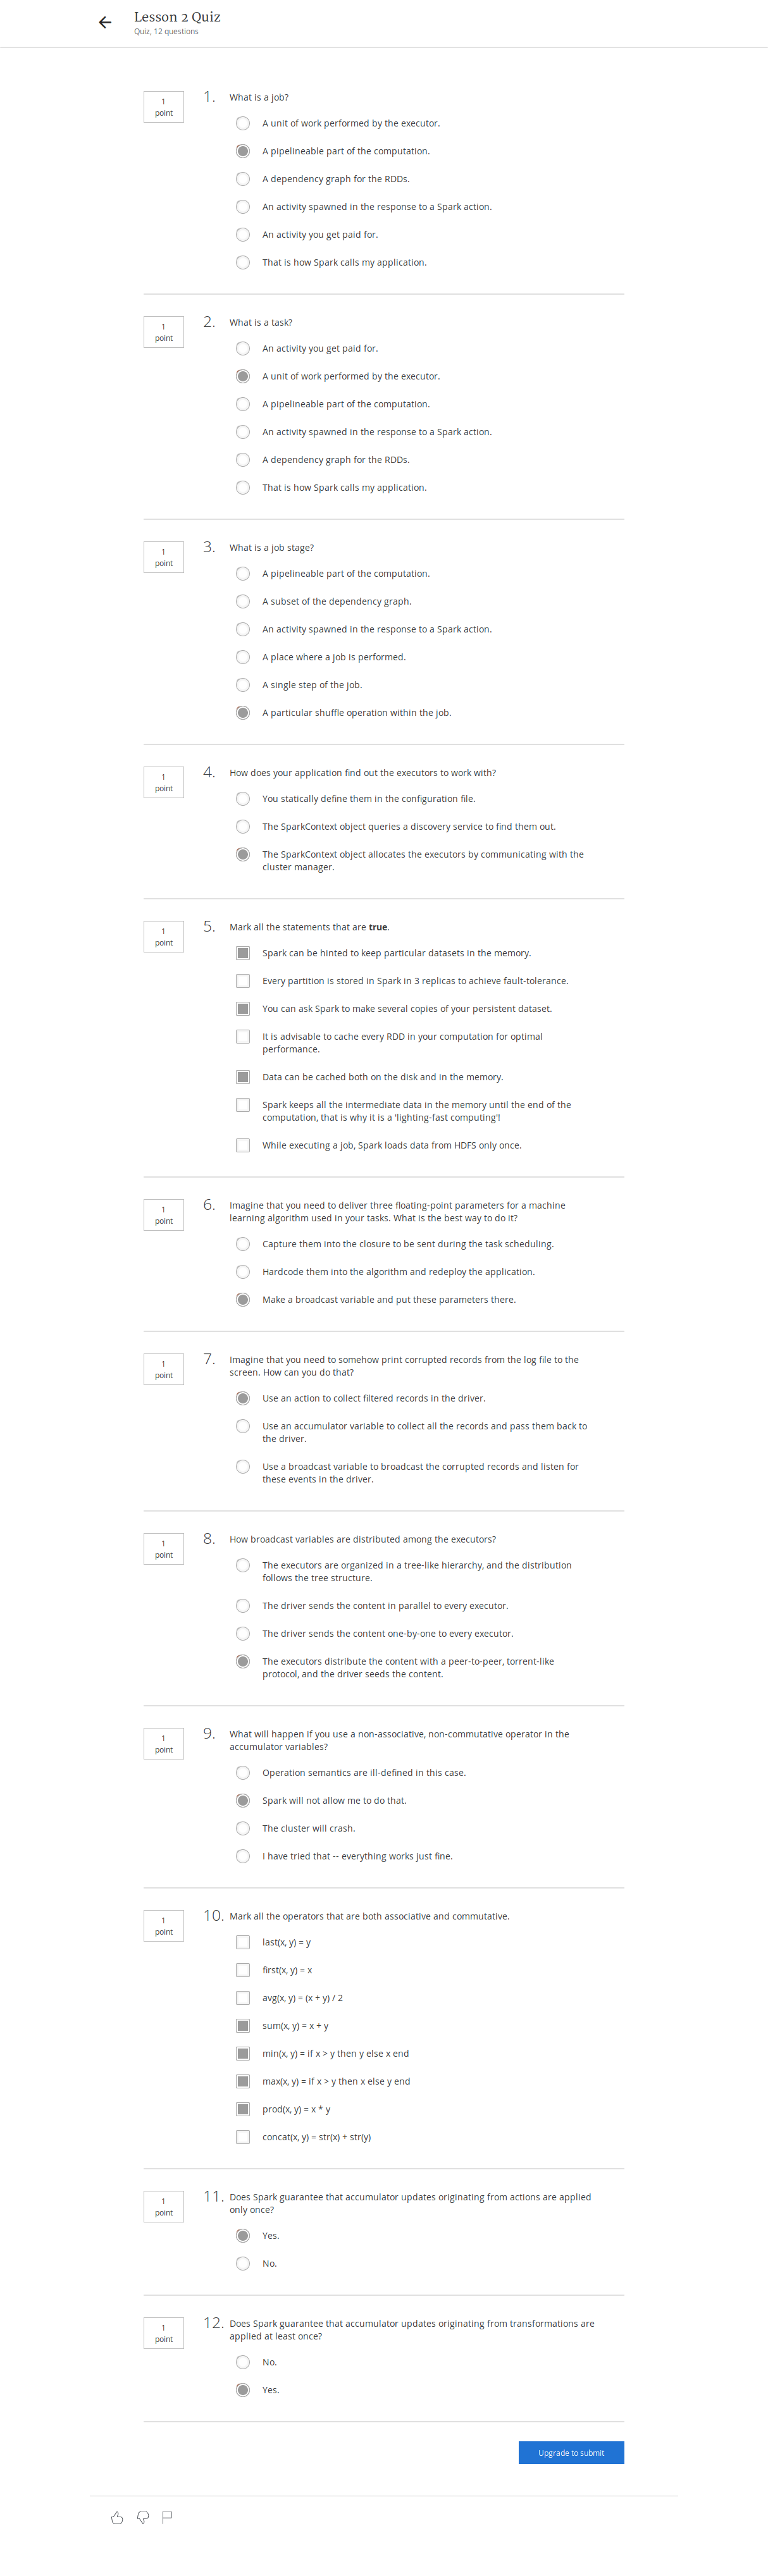 Lesson 2 Quiz
Quiz, 12 questions
1
point
1. What is a job?
A unit of work performed by the executor.
A pipelineable part of the computation.
A dependency graph for the RDDs.
An activity spawned in the response to a Spark action.
An activity you get paid for.
That is how Spark calls my application.
1
point
2. What is a task?
An activity you get paid for.
A unit of work performed by the executor.
A pipelineable part of the computation.
An activity spawned in the response to a Spark action.
A dependency graph for the RDDs.
That is how Spark calls my application.
1
point
3. What is a job stage?
A pipelineable part of the computation.
A subset of the dependency graph.
An activity spawned in the response to a Spark action.
A place where a job is performed.
A single step of the job.
A particular shuffle operation within the job.
1
point
4. How does your application find out the executors to work with?
You statically define them in the configuration file.
The SparkContext object queries a discovery service to find them out.
The SparkContext object allocates the executors by communicating with the
cluster manager.
1
point
5. Mark all the statements that are true.
Spark can be hinted to keep particular datasets in the memory.
Every partition is stored in Spark in 3 replicas to achieve fault-tolerance.
You can ask Spark to make several copies of your persistent dataset.
It is advisable to cache every RDD in your computation for optimal
performance.
Data can be cached both on the disk and in the memory.
Spark keeps all the intermediate data in the memory until the end of the
computation, that is why it is a 'lighting-fast computing'!
While executing a job, Spark loads data from HDFS only once.
1
point
6. Imagine that you need to deliver three floating-point parameters for a machine
learning algorithm used in your tasks. What is the best way to do it?
Capture them into the closure to be sent during the task scheduling.
Hardcode them into the algorithm and redeploy the application.
Make a broadcast variable and put these parameters there.
1
point
7. Imagine that you need to somehow print corrupted records from the log file to the
screen. How can you do that?
Use an action to collect filtered records in the driver.
Use an accumulator variable to collect all the records and pass them back to
the driver.
Use a broadcast variable to broadcast the corrupted records and listen for
these events in the driver.
1
point
8. How broadcast variables are distributed among the executors?
The executors are organized in a tree-like hierarchy, and the distribution
follows the tree structure.
The driver sends the content in parallel to every executor.
The driver sends the content one-by-one to every executor.
The executors distribute the content with a peer-to-peer, torrent-like
protocol, and the driver seeds the content.
1
point
9. What will happen if you use a non-associative, non-commutative operator in the
accumulator variables?
Operation semantics are ill-defined in this case.
Spark will not allow me to do that.
The cluster will crash.
I have tried that -- everything works just fine.
1
point
10. Mark all the operators that are both associative and commutative.
last(x, y) = y
first(x, y) = x
avg(x, y) = (x + y) / 2
sum(x, y) = x + y
min(x, y) = if x > y then y else x end
max(x, y) = if x > y then x else y end
prod(x, y) = x * y
concat(x, y) = str(x) + str(y)
1
point
11. Does Spark guarantee that accumulator updates originating from actions are applied
only once?
Yes.
No.
1
point
12. Does Spark guarantee that accumulator updates originating from transformations are
applied at least once?
No.
Yes.
Upgrade to submit